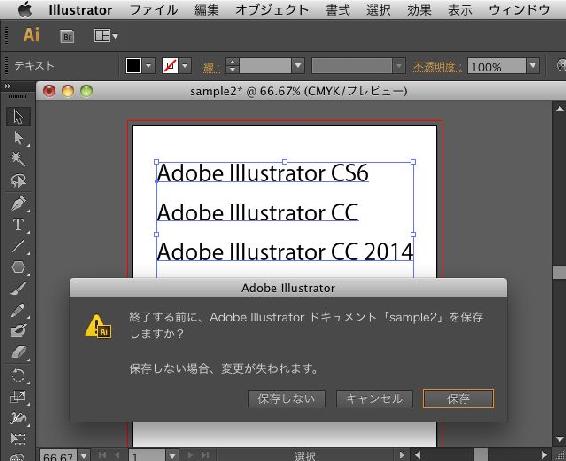 Illustrator ファイル 編集 オブジェクト 書式 選択 効果 表示 ウィンドウ
Ai Br
テキスト 線: 不透明度: 100%
sample2* @ 66.67% (CMYK/プレビュー)
Adobe Illustrator CS6
Adobe Illustrator CC
Adobe Illustrator CC 2014
Adobe Illustrator
終了する前に、Adobe Illustrator ドキュメント「sample2」を保存
しますか？
保存しない場合、変更が失われます。
保存しない キャンセル 保存
66.67 1 選択